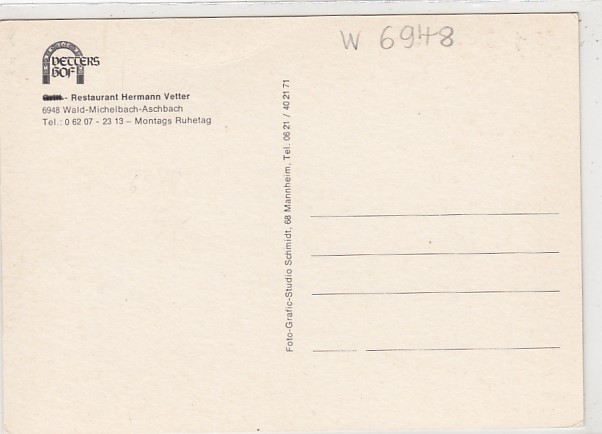 W 6948
VETTERS
HOF
- Restaurant Hermann Vetter
6948 Wald-Michelbach-Aschbach
Tel.: 0 62 07 - 23 13 – Montags Ruhetag
Foto-Grafic-Studio Schmidt, 68 Mannheim, Tel. 06 21 / 40 21 71